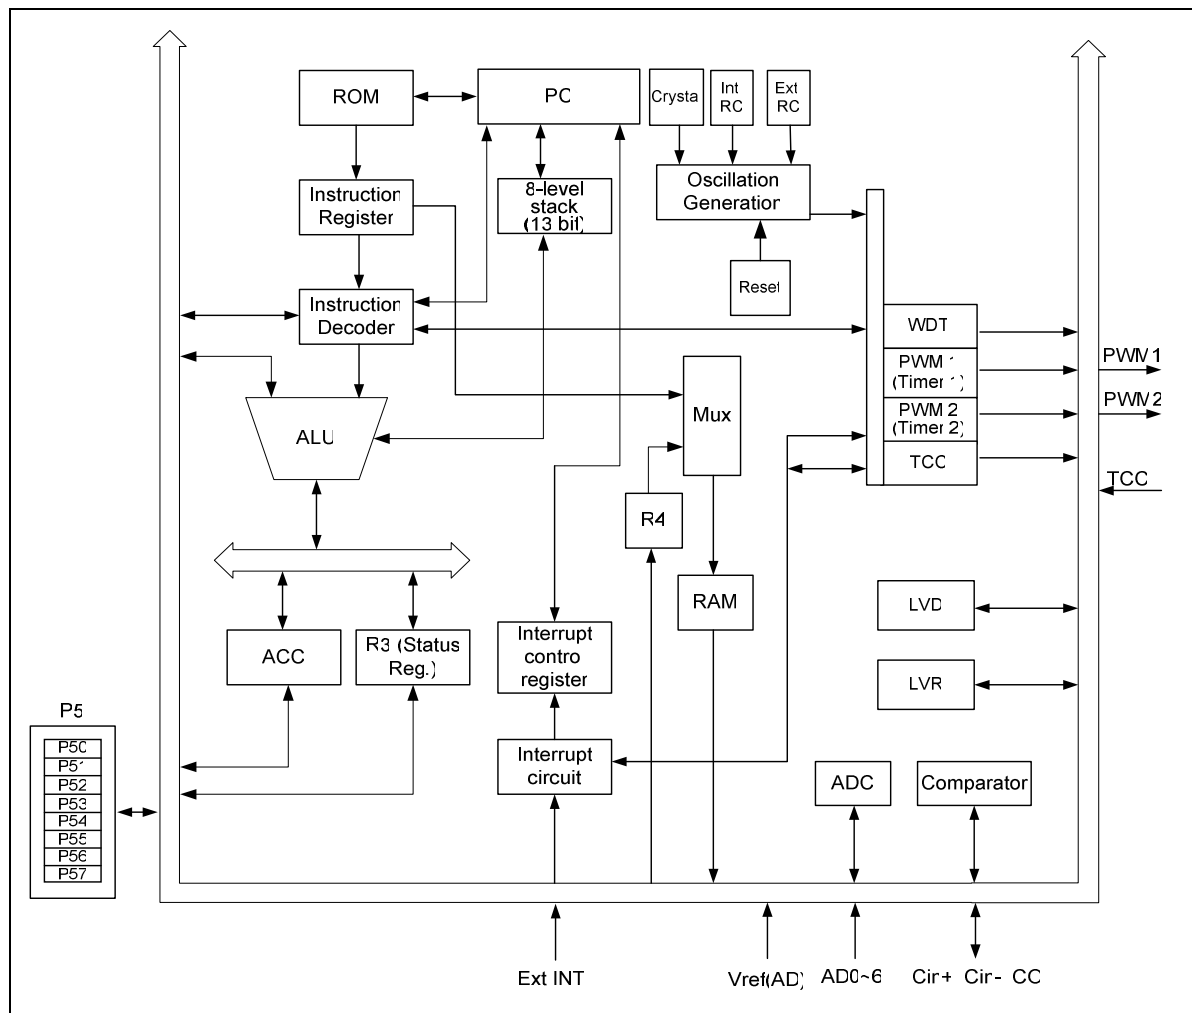 ROM
PC
Crysta
Int
RC
Ext
RC
Instruction
Register
8-level
stack
(13 bit)
Oscillation
Generation
Reset
Instruction
Decoder
WDT
PWM 1
(Timer 1)
PWM 2
(Timer 2)
TCC
PWM1
PWM2
TCC
ALU
Mux
R4
RAM
LVD
LVR
ACC
R3 (Status
Reg.)
Interrupt
contro
register
Interrupt
circuit
ADC
Comparator
P5
P50
P51
P52
P53
P54
P55
P56
P57
Ext INT
Vref(AD)
AD0~6
Cin+ Cin- CO